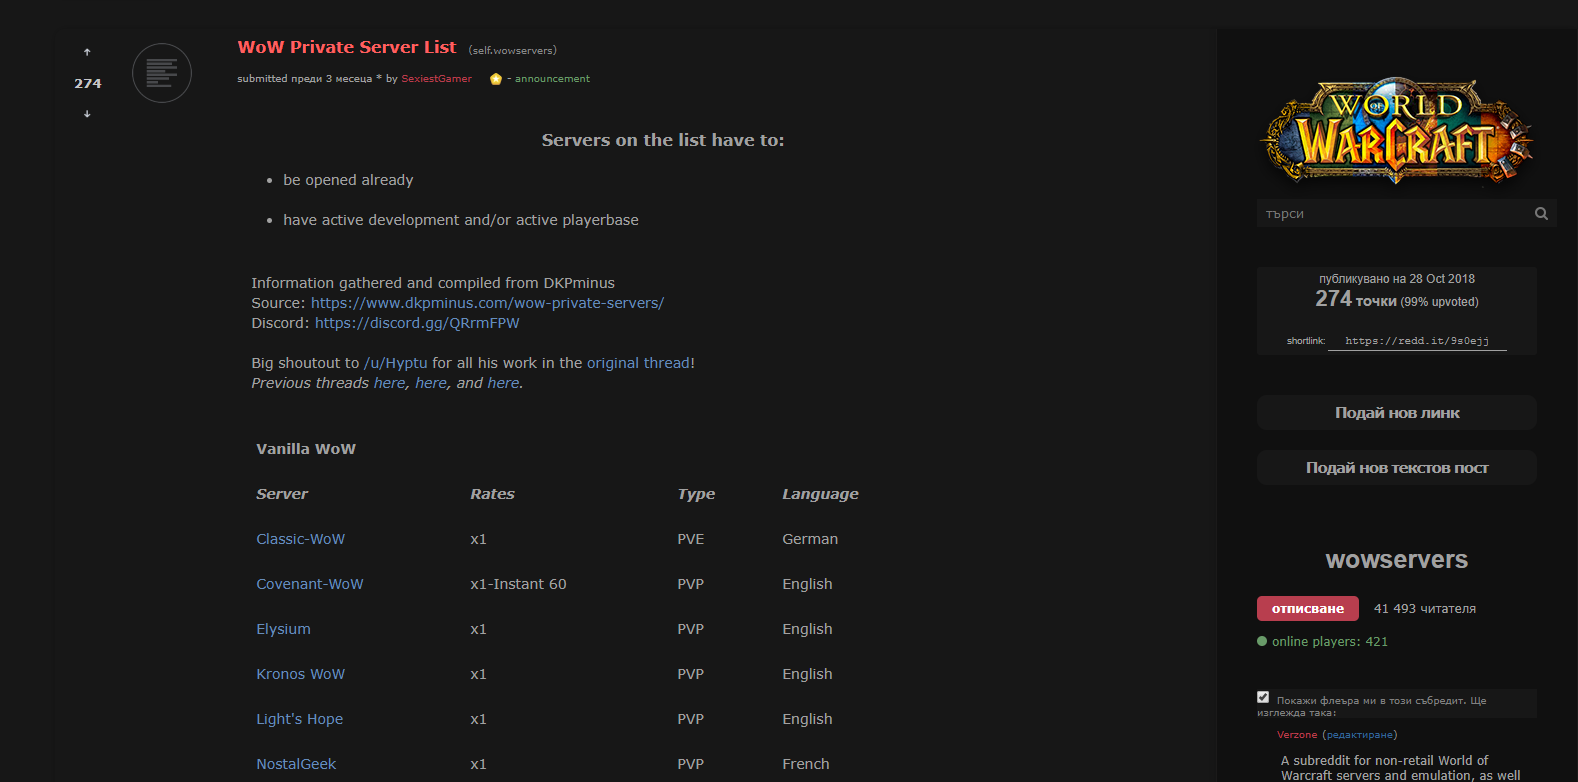 WoW Private Server List (self.wowservers)
274
submitted преди 3 месеца * by SexiestGamer - announcement
Servers on the list have to:
be opened already
have active development and/or active playerbase
Information gathered and compiled from DKPminus
Source: https://www.dkpminus.com/wow-private-servers/
Discord: https://discord.gg/QRrmFPW
Big shoutout to /u/Hyptu for all his work in the original thread!
Previous threads here, here, and here.
Vanilla WoW
Server Rates Type Language
Classic-WoW x1 PVE German
Covenant-WoW x1-Instant 60 PVP English
Elysium x1 PVP English
Kronos WoW x1 PVP English
Light's Hope x1 PVP English
NostalGeek x1 PVP French
WORLD
OF
WARCRAFT
търси
публикувано на 28 Oct 2018
274 точки (99% upvoted)
shortlink: https://redd.it/9s0ejj
Подай нов линк
Подай нов текстов пост
wowservers
отписване 41 493 читателя
online players: 421
Покажи флеъра ми в този събредит. Ще
изглежда така:
Verzone (редактиране)
A subreddit for non-retail World of
Warcraft servers and emulation, as well